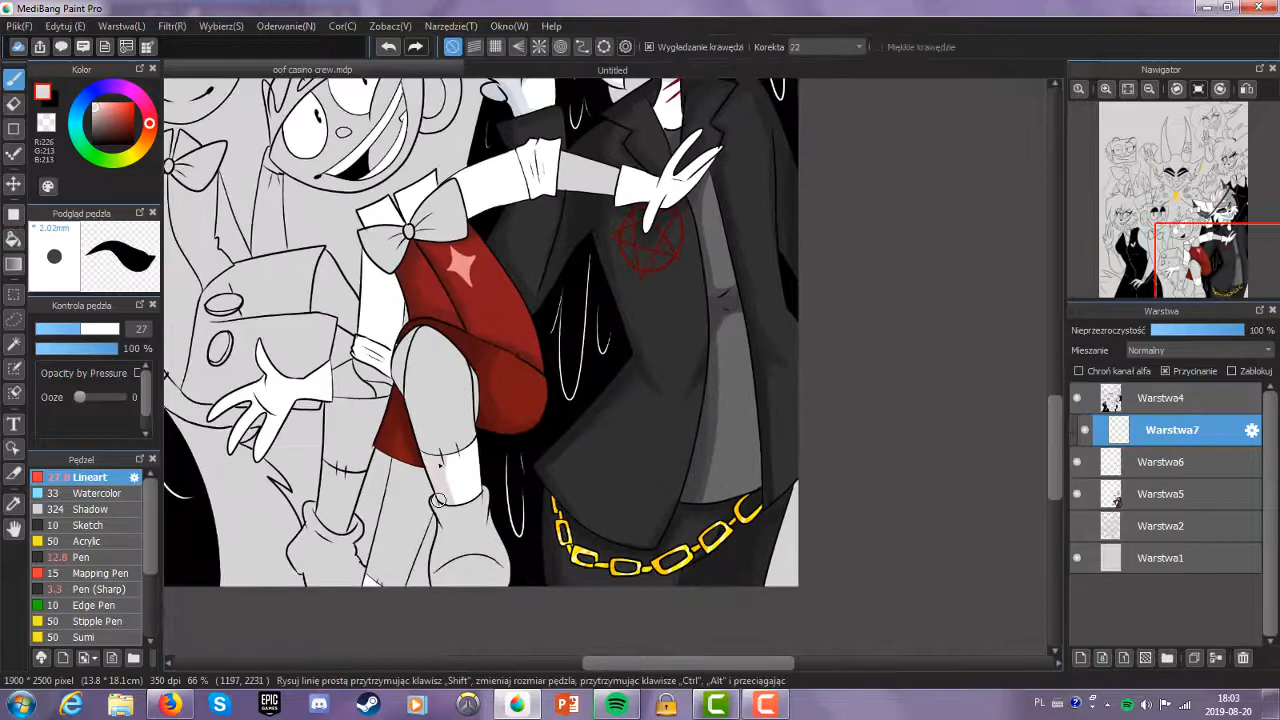 MediBang Paint Pro
Plik(F) Edytuj (E) Warstwa(L) Filtr(R) Wybierz(S) Oderwanie(N) Cor(C) Zobacz(V) Narzędzie(T) Okno(W) Help
Wygładzanie krawędzi Korekta 22 Miękkie krawędzie
Kolor
oof casino crew.mdp
Untitled
Nawigator
R:226
G:213
B:213
Podgląd pędzla
* 2.02mm
Kontrola pędzla
27
100 %
Opacity by Pressure
Ooze 0
Pędzel
27.0 Lineart
33 Watercolor
324 Shadow
10 Sketch
50 Acrylic
12.8 Pen
15 Mapping Pen
3.3 Pen (Sharp)
10 Edge Pen
50 Stipple Pen
50 Sumi
Warstwa
Nieprzezroczystość 100 %
Mieszanie Normalny
Chroń kanał alfa Przycinanie Zablokuj
Warstwa4
Warstwa7
Warstwa6
Warstwa5
Warstwa2
Warstwa1
1900 * 2500 pixel (13.8 * 18.1cm) 350 dpi 66 % (1197, 2231) Rysuj linię prostą przytrzymując klawisz „Shift", zmieniaj rozmiar pędzla, przytrzymując klawisze „Ctrl", „Alt" i przeciągając
EPIC GAMES
PL
18:03
2019-08-20